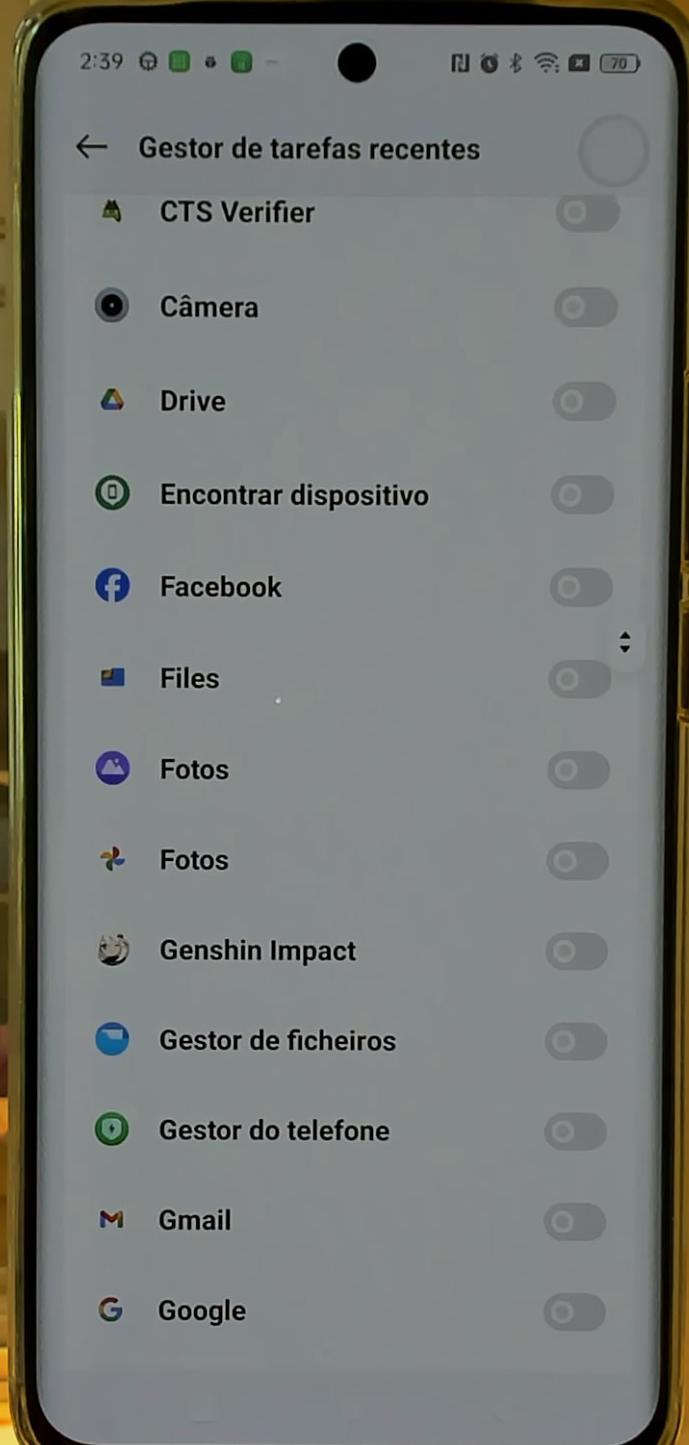 2:39
70
Gestor de tarefas recentes
CTS Verifier
Câmera
Drive
Encontrar dispositivo
Facebook
Files
Fotos
Fotos
Genshin Impact
Gestor de ficheiros
Gestor do telefone
Gmail
Google